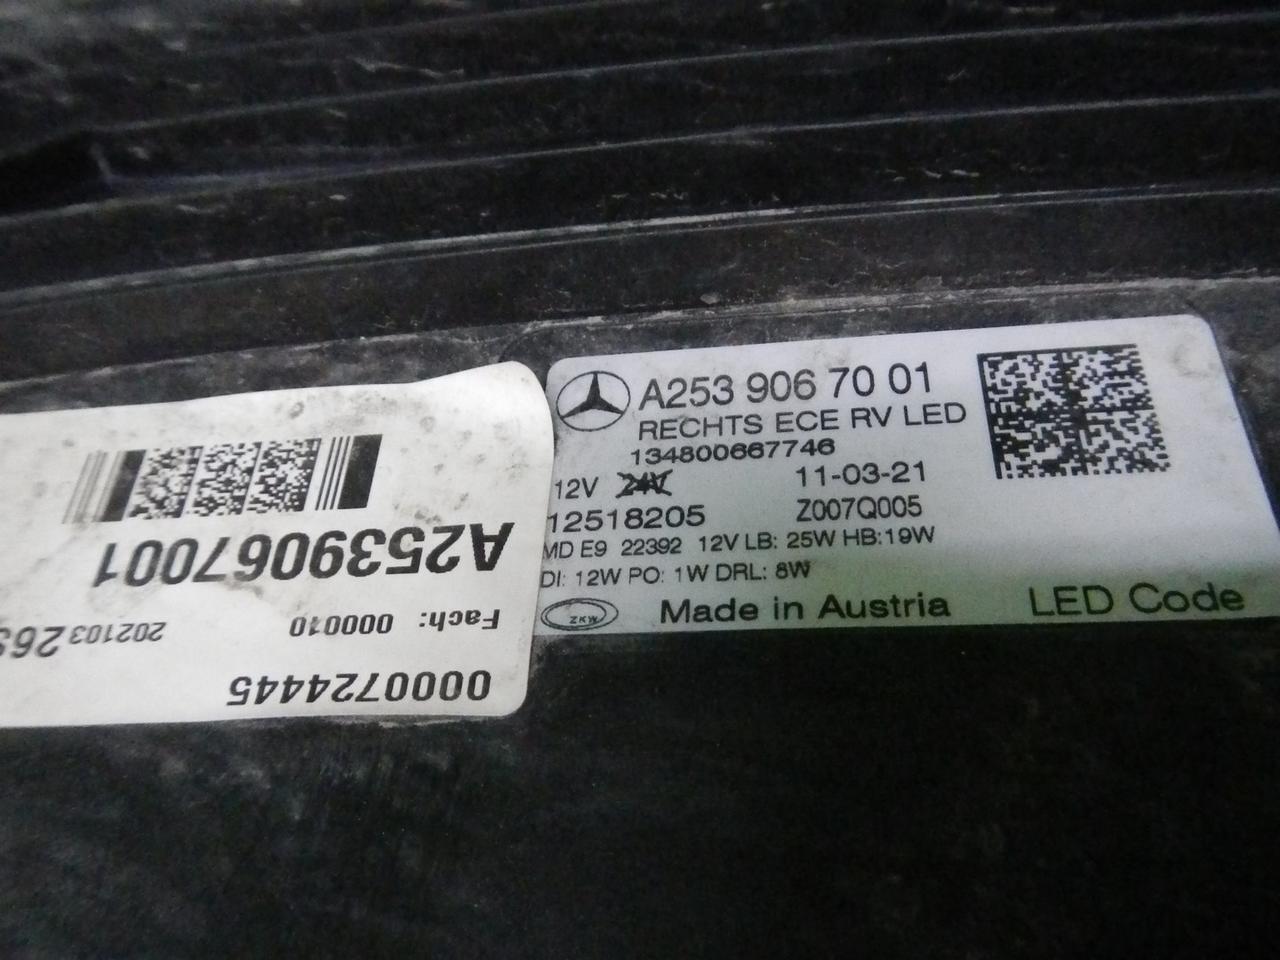 A253 906 70 01
RECHTS ECE RV LED
134800667746
12V 24V 11-03-21
12518205 Z007Q005
MD E9 22392 12V LB: 25W HB:19W
DI: 12W PO: 1W DRL: 8W
ZKW Made in Austria LED Code
0000724445
Fach: 000010 202103
A2539067001